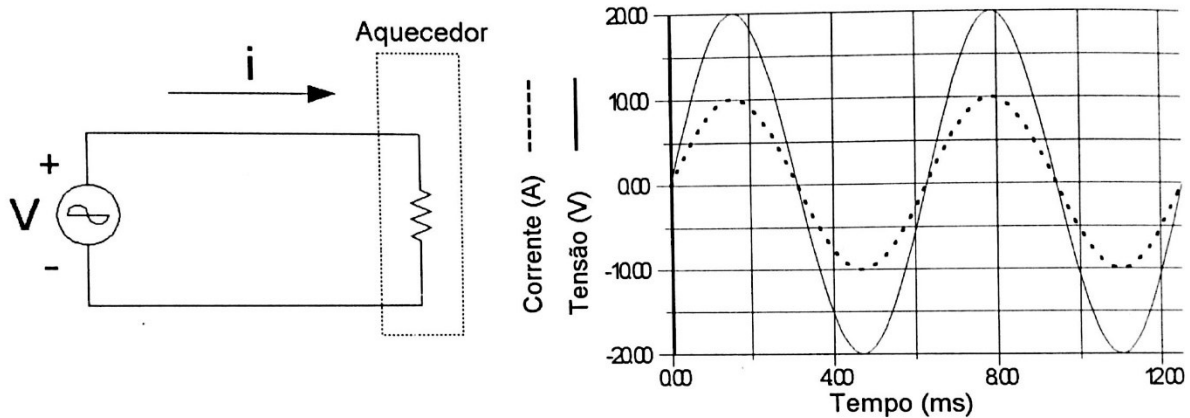 Aquecedor
i
+
V
-
Corrente (A)
Tensão (V)
20.00
10.00
0.00
-10.00
-20.00
0.00 4.00 8.00 12.00
Tempo (ms)